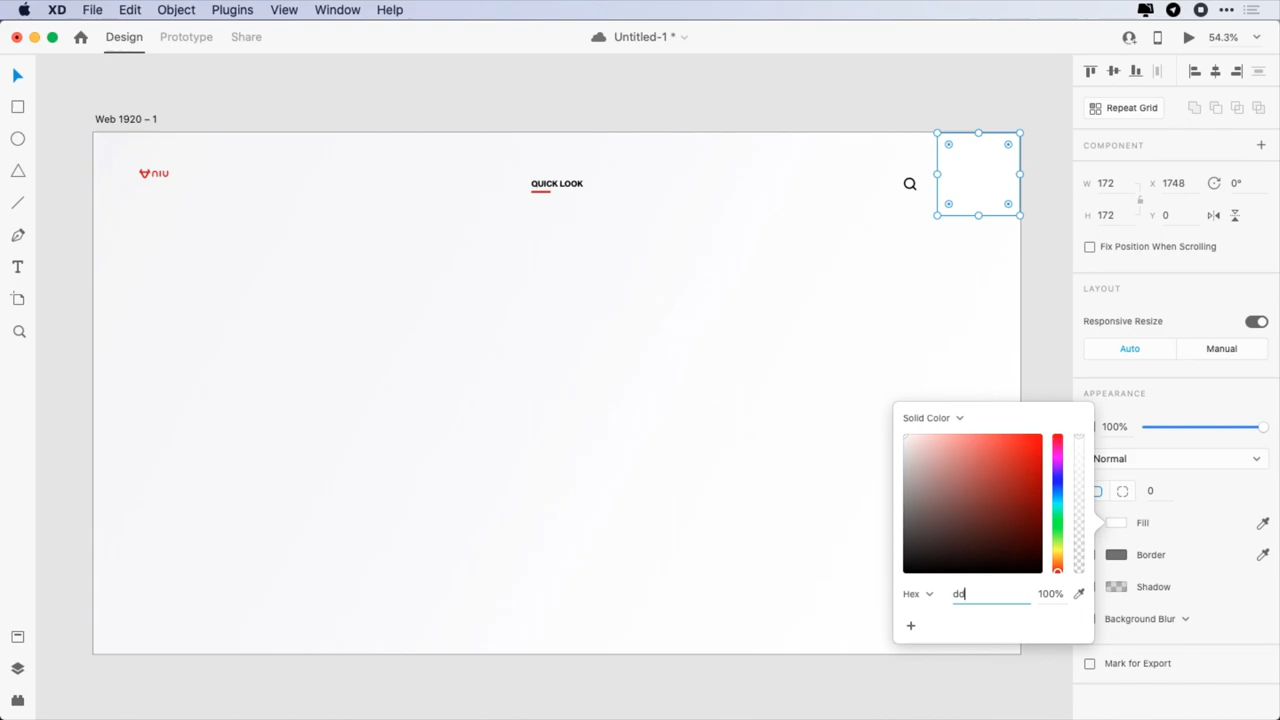 XD File Edit Object Plugins View Window Help
Design Prototype Share Untitled-1 * 54.3%
Repeat Grid
Web 1920 – 1
COMPONENT
NIU
QUICK LOOK
W 172 X 1748 0°
H 172 Y 0
Fix Position When Scrolling
LAYOUT
Responsive Resize
Auto Manual
APPEARANCE
Solid Color
100%
Normal
0
Fill
Border
Hex dd 100%
Shadow
Background Blur
Mark for Export